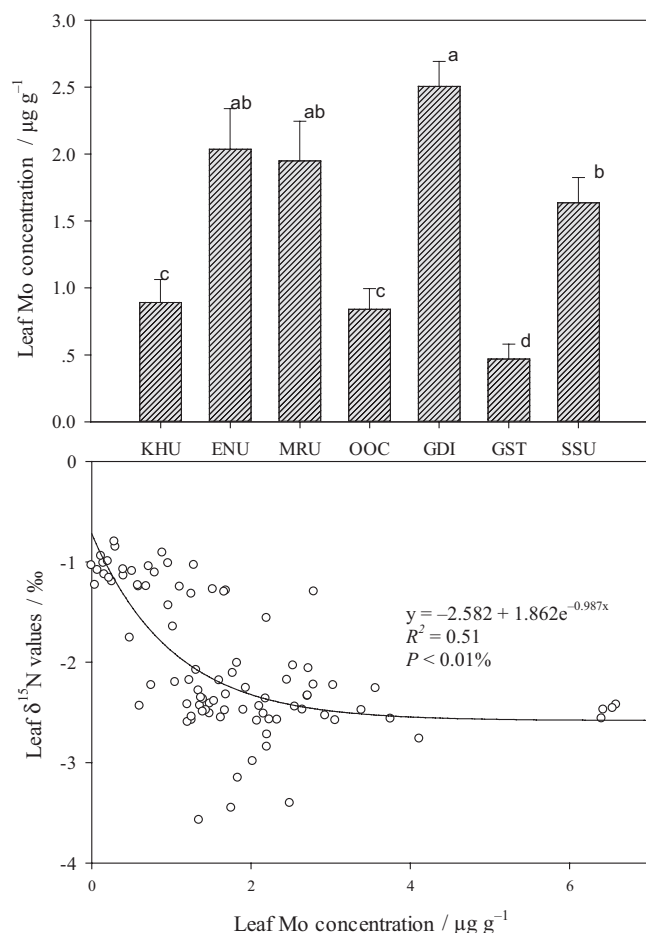 3.0
2.5
2.0
1.5
1.0
.5
0.0
Leaf Mo concentration / µg g⁻¹
c
ab
ab
c
a
d
b
KHU ENU MRU OOC GDI GST SSU
0
-1
-2
-3
-4
Leaf δ¹⁵N values / ‰
y = –2.582 + 1.862e⁻⁰·⁹⁸⁷ˣ
R² = 0.51
P < 0.01%
0 2 4 6
Leaf Mo concentration / µg g⁻¹